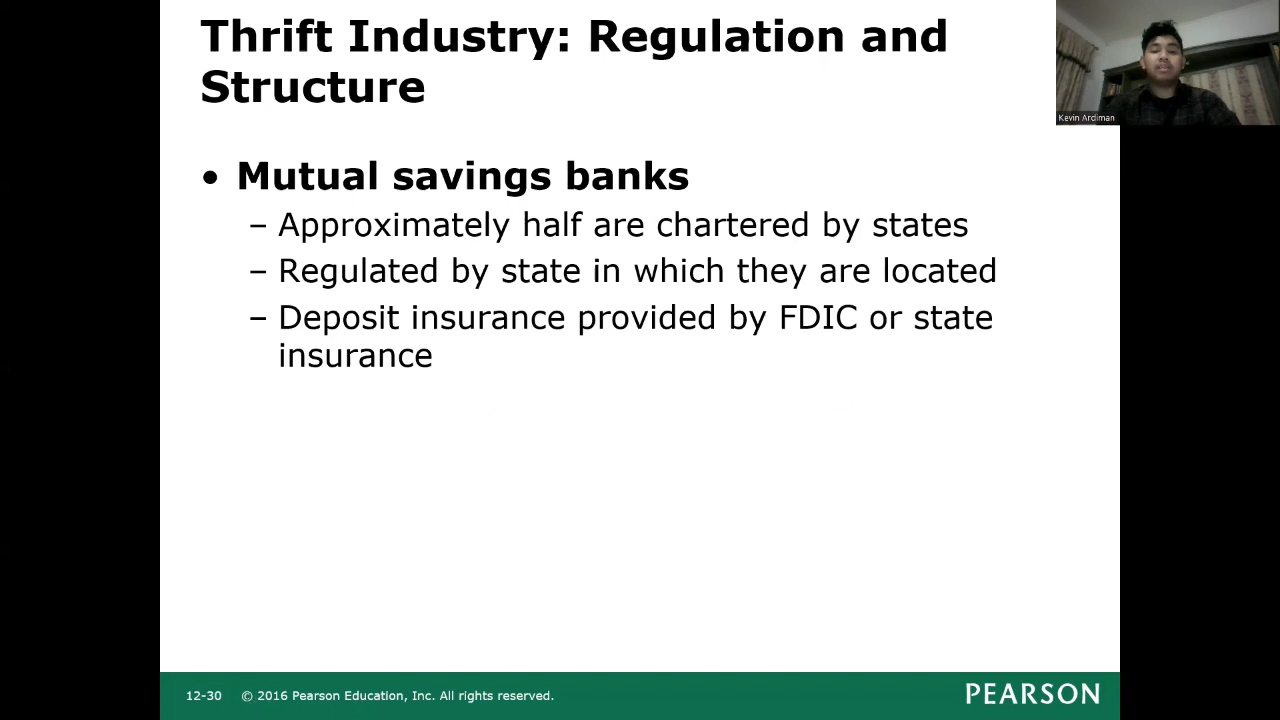 Thrift Industry: Regulation and
Structure
• Mutual savings banks
– Approximately half are chartered by states
– Regulated by state in which they are located
– Deposit insurance provided by FDIC or state
insurance
Kevin Ardiman
12-30 © 2016 Pearson Education, Inc. All rights reserved.
PEARSON